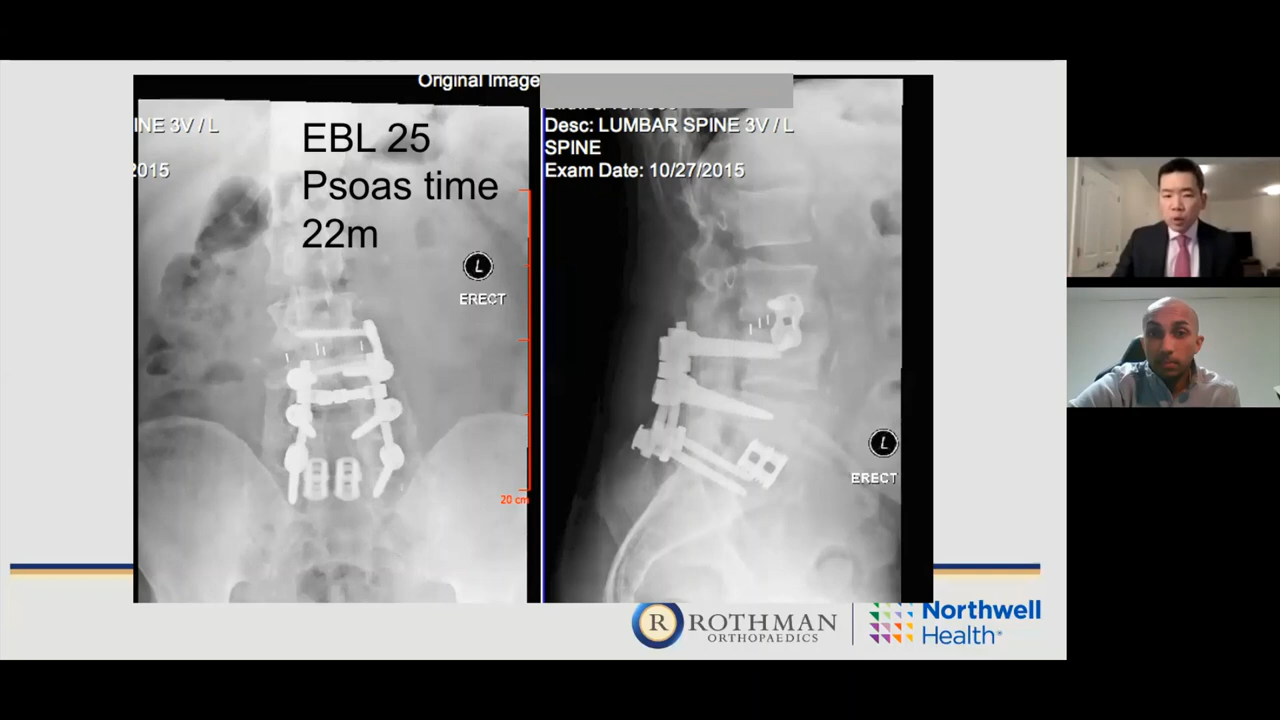 Original Image
INE 3V / L
2015
EBL 25
Psoas time
22m
L
ERECT
20 cm
Desc: LUMBAR SPINE 3V / L
SPINE
Exam Date: 10/27/2015
L
ERECT
R ROTHMAN
ORTHOPAEDICS
Northwell
Health